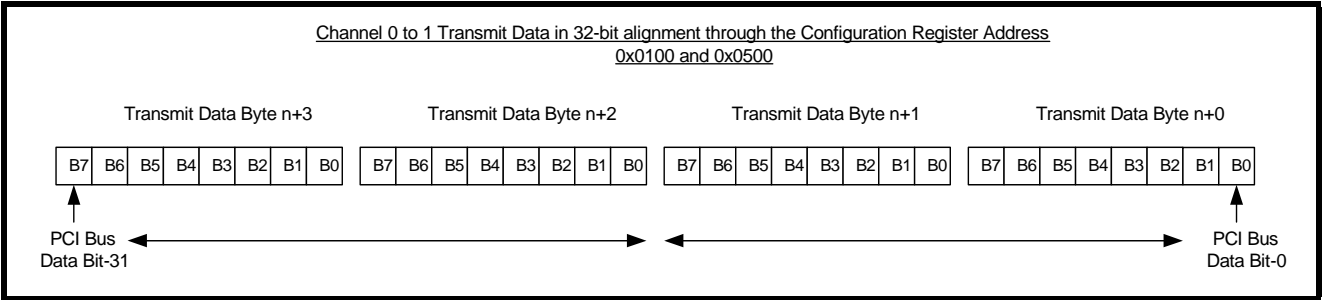 Channel 0 to 1 Transmit Data in 32-bit alignment through the Configuration Register Address
0x0100 and 0x0500
Transmit Data Byte n+3 Transmit Data Byte n+2 Transmit Data Byte n+1 Transmit Data Byte n+0
B7 B6 B5 B4 B3 B2 B1 B0 B7 B6 B5 B4 B3 B2 B1 B0 B7 B6 B5 B4 B3 B2 B1 B0 B7 B6 B5 B4 B3 B2 B1 B0
PCI Bus PCI Bus
Data Bit-31 Data Bit-0